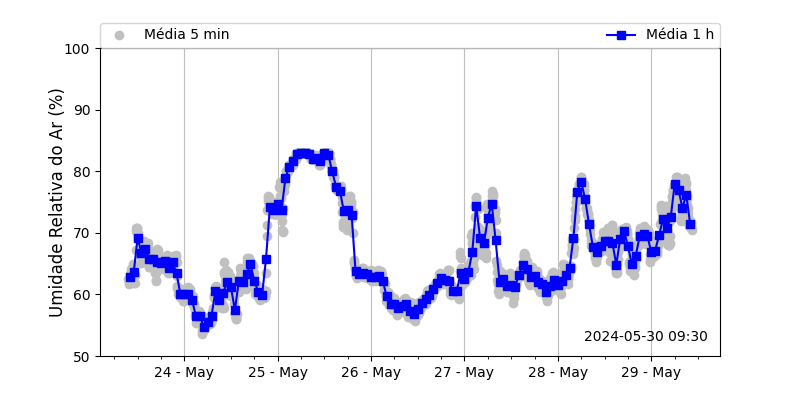 Média 5 min
Média 1 h
100
90
80
70
60
50
Umidade Relativa do Ar (%)
2024-05-30 09:30
24 - May
25 - May
26 - May
27 - May
28 - May
29 - May